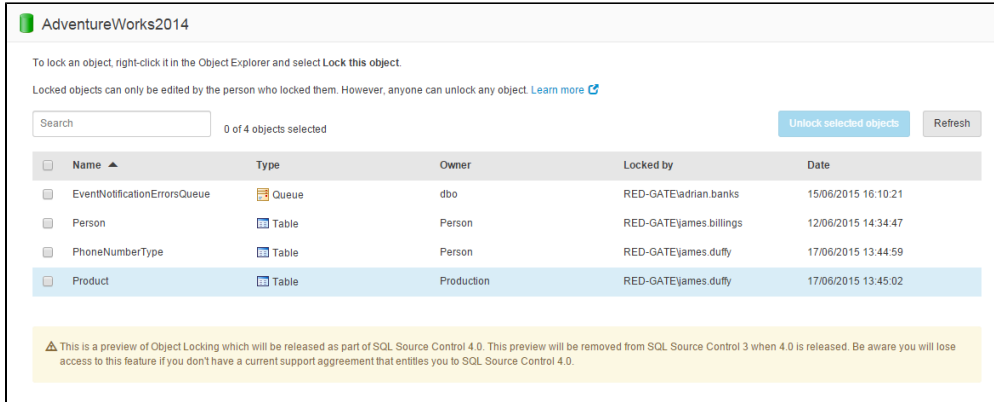 AdventureWorks2014
To lock an object, right-click it in the Object Explorer and select Lock this object.
Locked objects can only be edited by the person who locked them. However, anyone can unlock any object. Learn more
Search 0 of 4 objects selected Unlock selected objects Refresh
Name Type Owner Locked by Date
EventNotificationErrorsQueue Queue dbo RED-GATE\adrian.banks 15/06/2015 16:10:21
Person Table Person RED-GATE\james.billings 12/06/2015 14:34:47
PhoneNumberType Table Person RED-GATE\james.duffy 17/06/2015 13:44:59
Product Table Production RED-GATE\james.duffy 17/06/2015 13:45:02
This is a preview of Object Locking which will be released as part of SQL Source Control 4.0. This preview will be removed from SQL Source Control 3 when 4.0 is released. Be aware you will lose
access to this feature if you don't have a current support aggreement that entitles you to SQL Source Control 4.0.